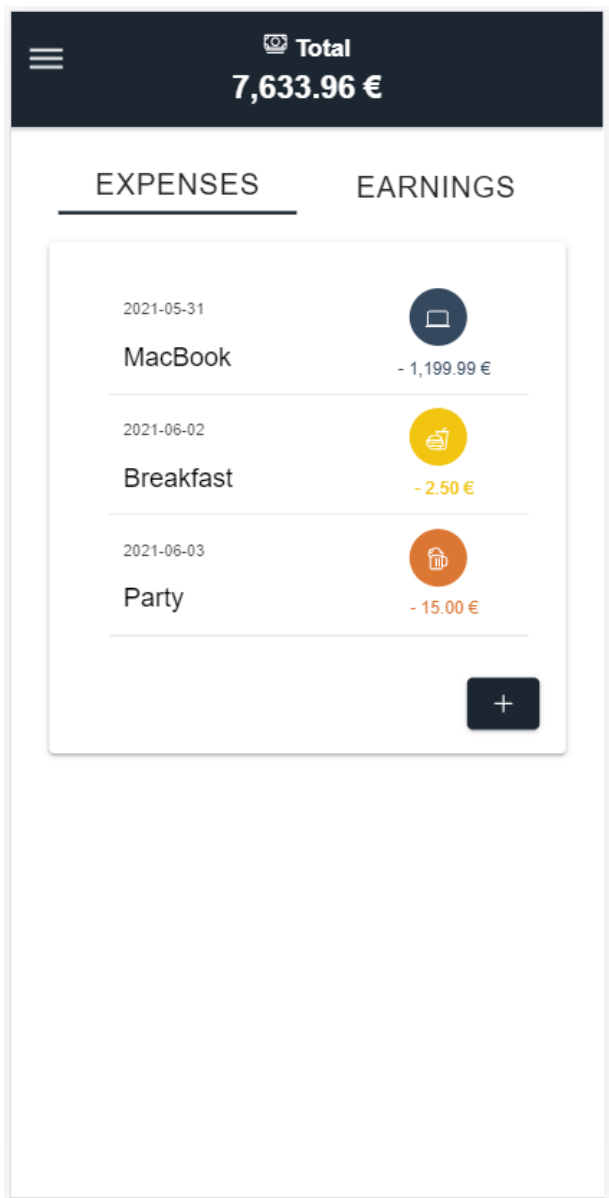 Total
7,633.96 €
EXPENSES
EARNINGS
2021-05-31
MacBook
- 1,199.99 €
2021-06-02
Breakfast
- 2.50 €
2021-06-03
Party
- 15.00 €
+